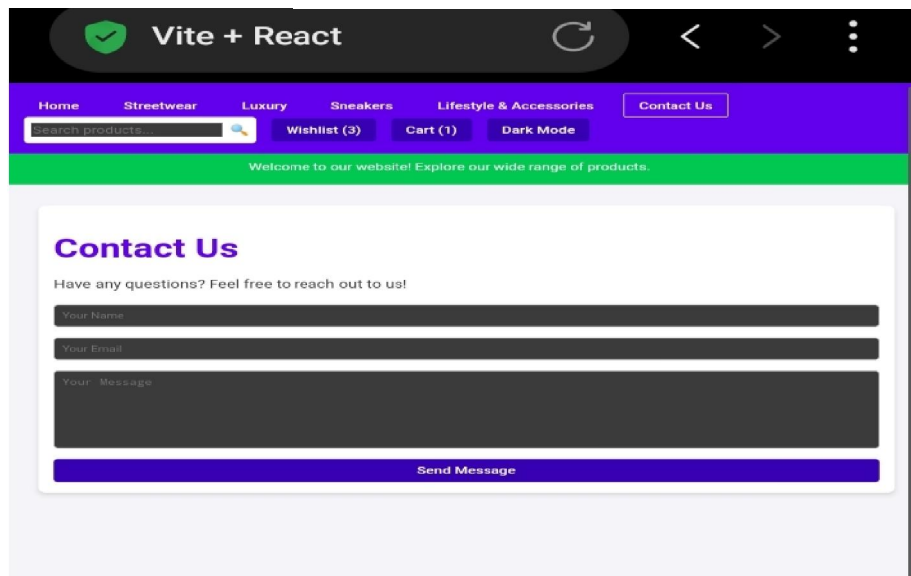 Vite + React
Home Streetwear Luxury Sneakers Lifestyle & Accessories Contact Us
Search products... Wishlist (3) Cart (1) Dark Mode
Welcome to our website! Explore our wide range of products.
Contact Us
Have any questions? Feel free to reach out to us!
Your Name
Your Email
Your Message
Send Message